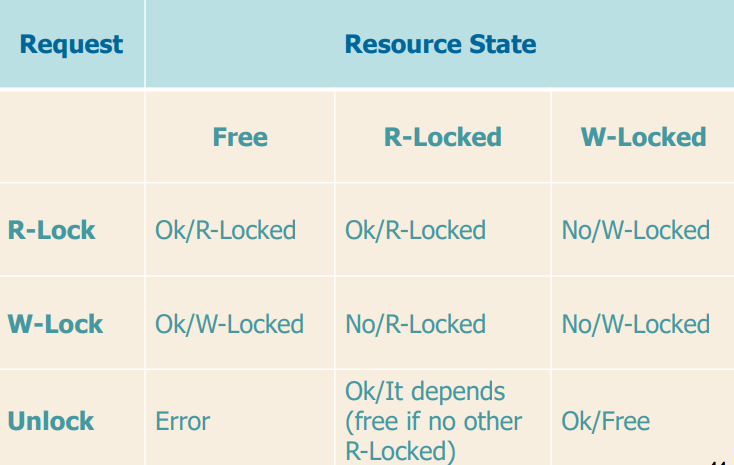 Request Resource State
Free R-Locked W-Locked
R-Lock Ok/R-Locked Ok/R-Locked No/W-Locked
W-Lock Ok/W-Locked No/R-Locked No/W-Locked
Unlock Error Ok/It depends
(free if no other
R-Locked) Ok/Free